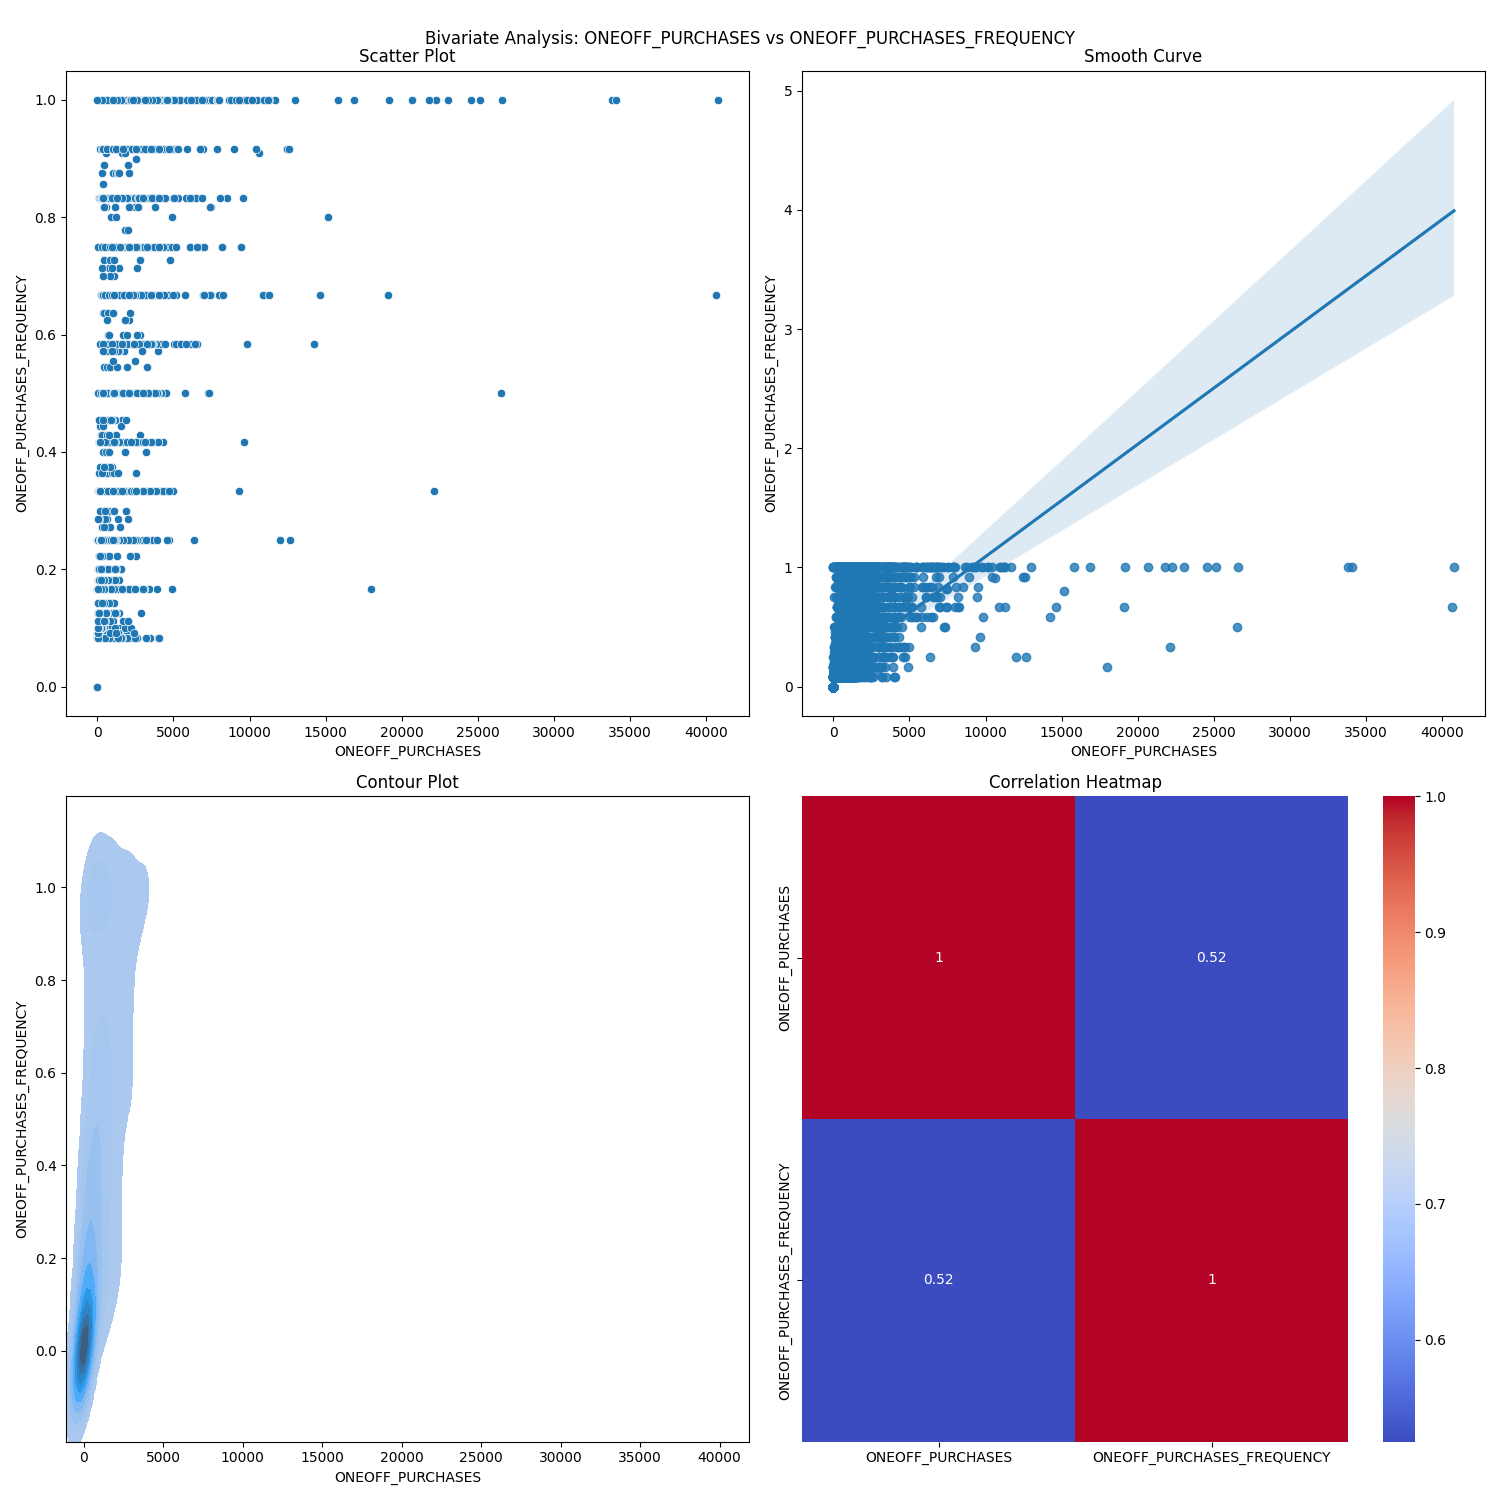 Bivariate Analysis: ONEOFF_PURCHASES vs ONEOFF_PURCHASES_FREQUENCY
Scatter Plot
1.0
0.8
0.6
0.4
0.2
0.0
ONEOFF_PURCHASES_FREQUENCY
0 5000 10000 15000 20000 25000 30000 35000 40000
ONEOFF_PURCHASES
Smooth Curve
5
4
3
2
1
0
ONEOFF_PURCHASES_FREQUENCY
0 5000 10000 15000 20000 25000 30000 35000 40000
ONEOFF_PURCHASES
Contour Plot
1.0
0.8
0.6
0.4
0.2
0.0
ONEOFF_PURCHASES_FREQUENCY
0 5000 10000 15000 20000 25000 30000 35000 40000
ONEOFF_PURCHASES
Correlation Heatmap
ONEOFF_PURCHASES
ONEOFF_PURCHASES_FREQUENCY
1 0.52
0.52 1
ONEOFF_PURCHASES ONEOFF_PURCHASES_FREQUENCY
1.0
0.9
0.8
0.7
0.6